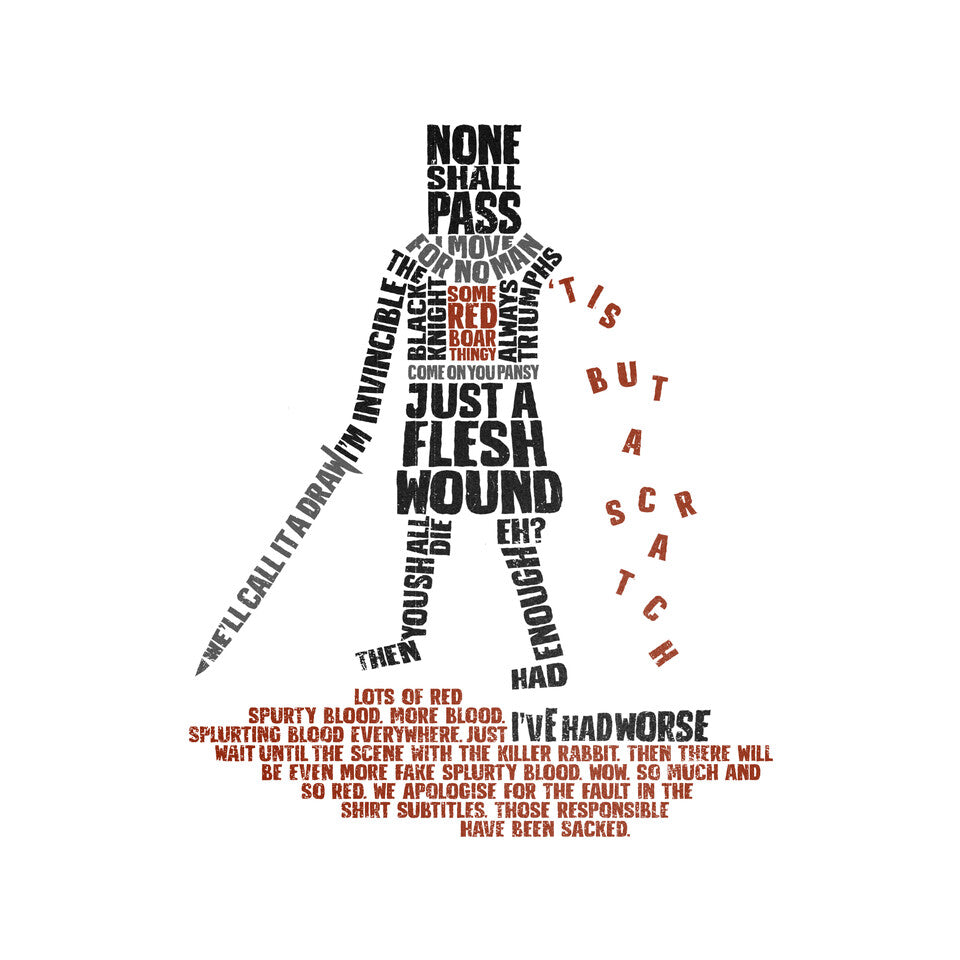 NONE
SHALL
PASS
I MOVE
FOR NO MAN
THE
BLACK
KNIGHT
SOME
RED
BOAR
THINGY
ALWAYS
TRIUMPHS
COME ON YOU PANSY
I'M INVINCIBLE
WE'LL CALL IT A DRAW
'TIS
BUT
A
SCRATCH
JUST A
FLESH
WOUND
THEN
YOU SHALL
DIE
HAD
ENOUGH
EH?
LOTS OF RED
SPURTY BLOOD. MORE BLOOD.
SPLURTING BLOOD EVERYWHERE. JUST
I'VE HAD WORSE
WAIT UNTIL THE SCENE WITH THE KILLER RABBIT. THEN THERE WILL
BE EVEN MORE FAKE SPLURTY BLOOD. WOW. SO MUCH AND
SO RED. WE APOLOGISE FOR THE FAULT IN THE
SHIRT SUBTITLES. THOSE RESPONSIBLE
HAVE BEEN SACKED.